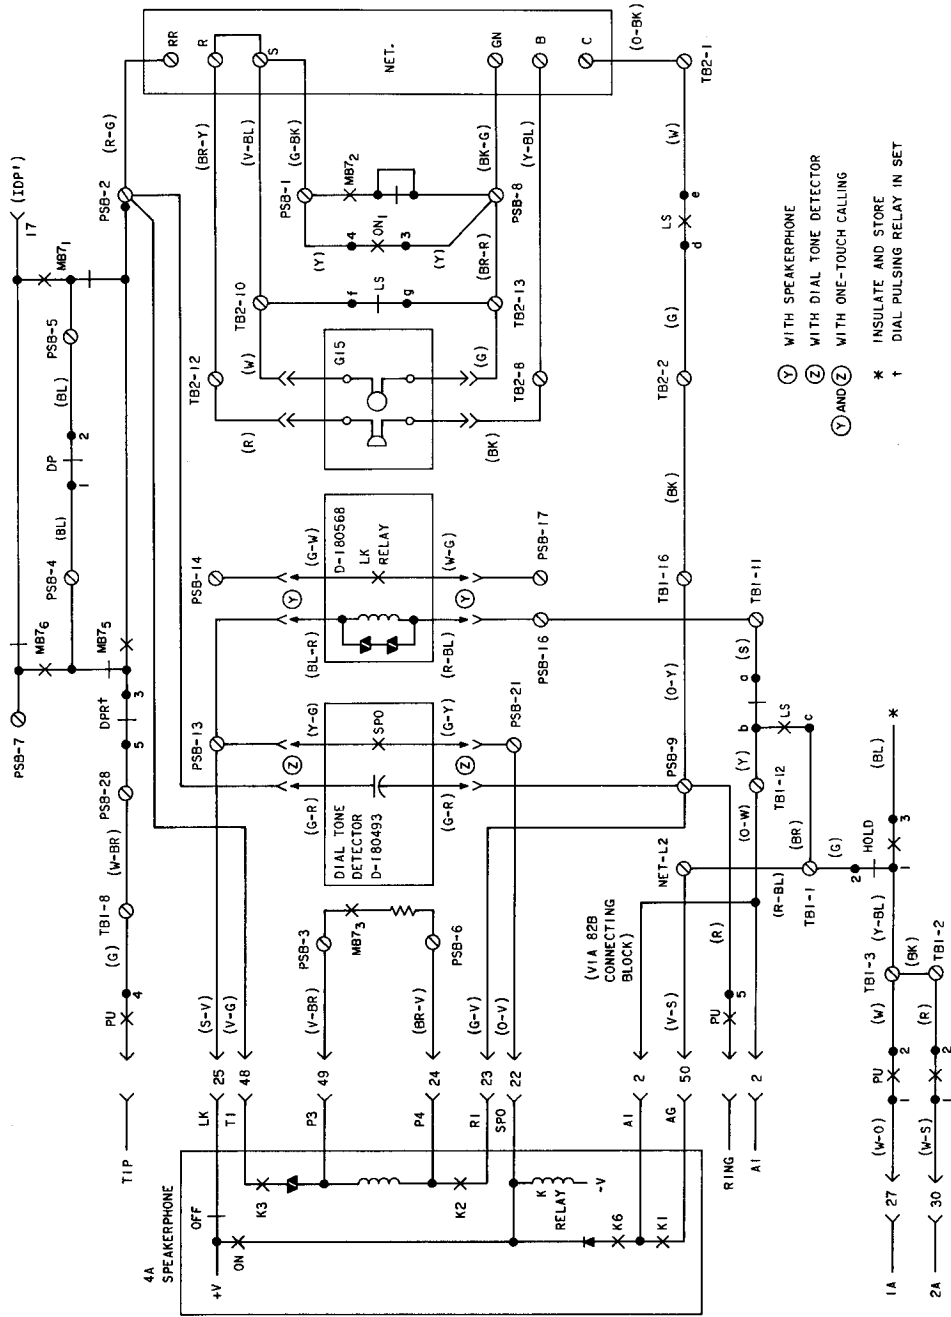 4A
SPEAKERPHONE
+V
OFF
ON
K3
K2
K
RELAY
-V
K6
K1
TIP
LK
T1
P3
P4
R1
SPO
A1
AG
RING
A1
1A
2A
25
48
49
24
23
22
2
50
2
27
30
PU
4
(G)
TB1-8
(W-BR)
PSB-28
5
DPR†
3
MB75
MB76
PSB-7
PSB-4
(BL)
1
DP
2
(BL)
PSB-5
MB71
17
(IDP')
PSB-2
(R-G)
RR
(S-V)
(V-G)
(V-BR)
(BR-V)
(G-V)
(O-V)
(V-S)
PSB-3
MB73
PSB-6
DIAL TONE
DETECTOR
D-180493
(G-R)
(Y-G)
Z
SPO
(G-R)
(G-Y)
Z
PSB-13
PSB-21
PSB-14
D-180568
LK
RELAY
(BL-R)
(G-W)
Y
(R-BL)
(W-G)
Y
PSB-16
PSB-17
G15
(R)
(W)
(BK)
(G)
TB2-12
TB2-10
TB2-13
TB2-8
f
LS
g
(Y)
4
ON1
3
(Y)
(BR-R)
PSB-1
MB72
PSB-8
(BR-Y)
(V-BL)
(G-BK)
(BK-G)
(Y-BL)
(O-BK)
R
S
NET.
GN
B
C
TB2-1
(W)
e
LS
d
(G)
TB2-2
(BK)
TB1-16
(O-Y)
PSB-9
TB1-11
(S)
a
b
LS
c
(Y)
TB1-12
(O-W)
(BR)
NET-L2
(R-BL)
TB1-1
(G)
2
HOLD
1
3
(BL)
*
(VIA 82B
CONNECTING
BLOCK)
(R)
PU
5
(W-O)
1
PU
2
(W)
TB1-3
(Y-BL)
(BK)
TB1-2
(W-S)
1
2
(R)
Y WITH SPEAKERPHONE
Z WITH DIAL TONE DETECTOR
Y AND Z WITH ONE-TOUCH CALLING
* INSULATE AND STORE
† DIAL PULSING RELAY IN SET